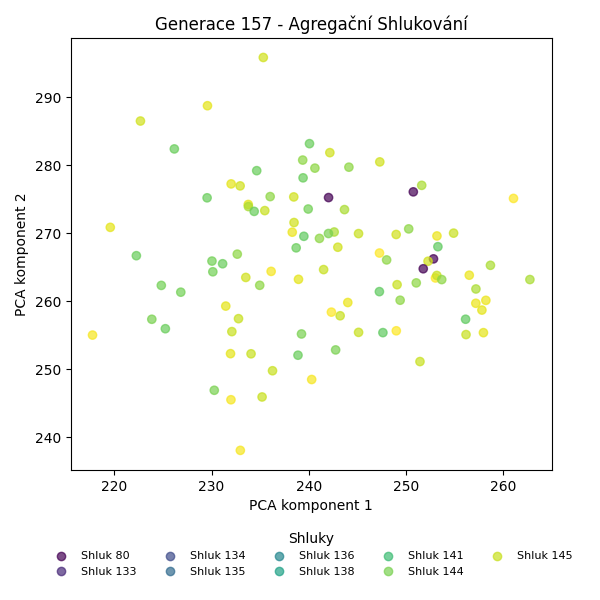 Generace 157 - Agregační Shlukování
290
280
270
260
250
240
PCA komponent 2
220 230 240 250 260
PCA komponent 1
Shluky
Shluk 80 Shluk 134 Shluk 136 Shluk 141 Shluk 145
Shluk 133 Shluk 135 Shluk 138 Shluk 144